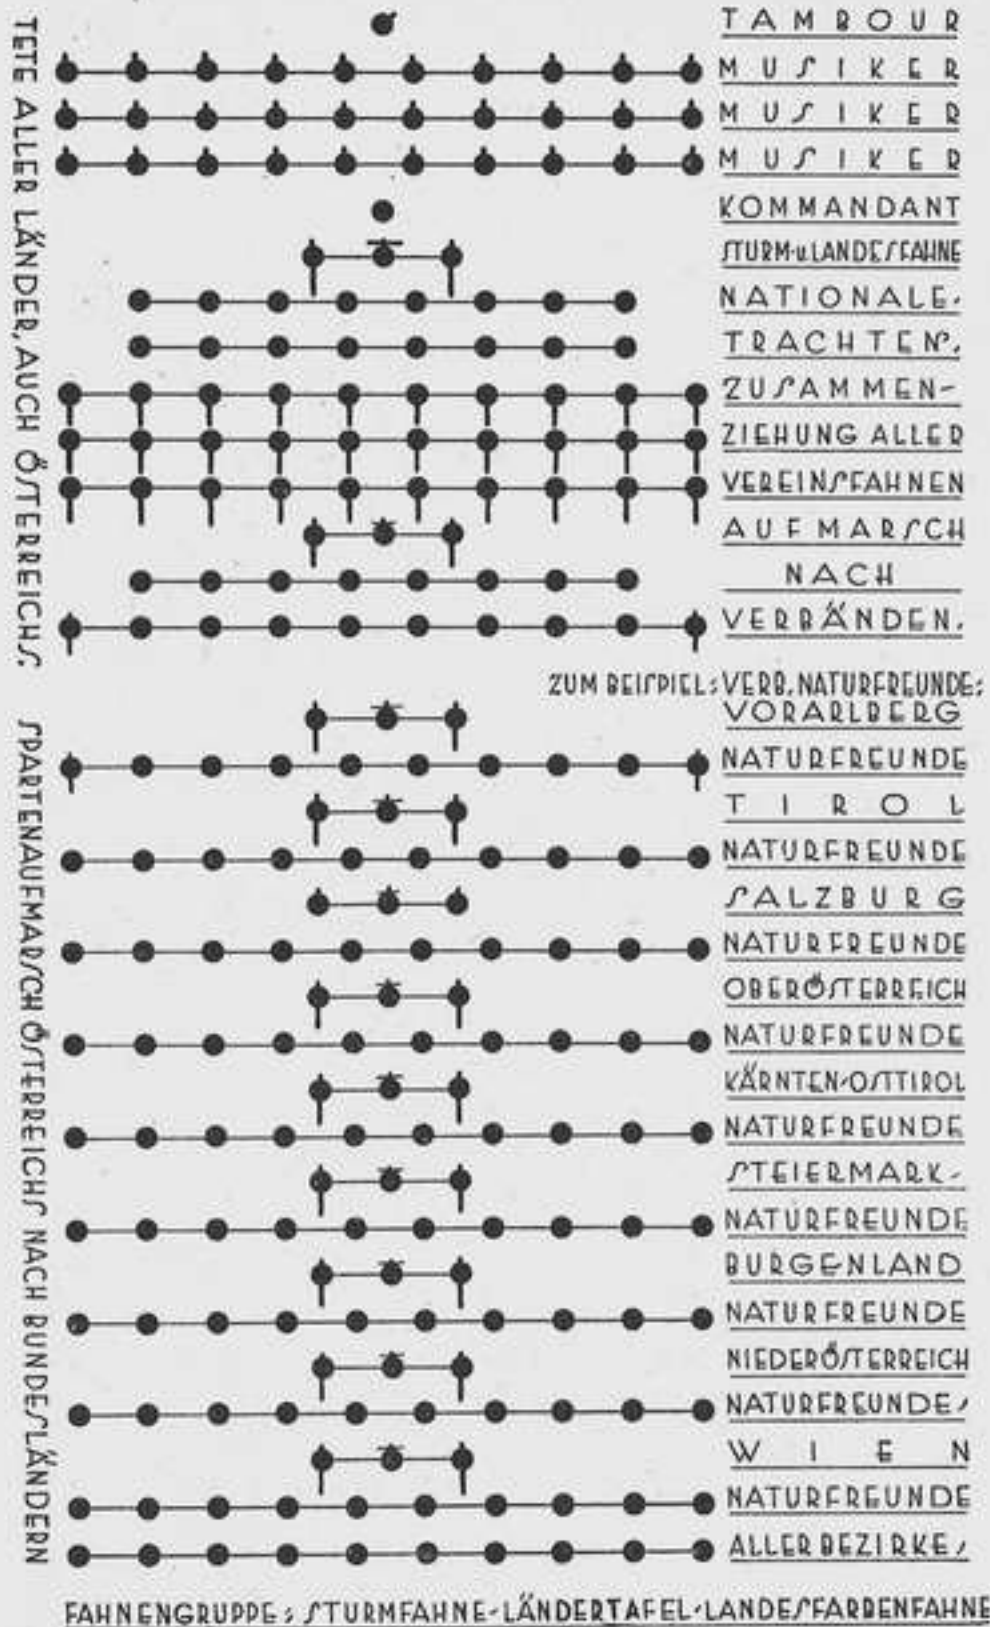 TETE ALLER LÄNDER, AUCH ÖSTERREICHS.
TAMBOUR
MUSIKER
MUSIKER
MUSIKER
KOMMANDANT
STURM-u.LANDESFAHNE
NATIONALE-
TRACHTEN.
ZUSAMMEN-
ZIEHUNG ALLER
VEREINSFAHNEN
AUFMARSCH
NACH
VERBÄNDEN.
ZUM BEISPIEL: VERB. NATURFREUNDE:
SPARTENAUFMARSCH ÖSTERREICHS NACH BUNDESLÄNDERN
VORARLBERG
NATURFREUNDE
TIROL
NATURFREUNDE
SALZBURG
NATURFREUNDE
OBERÖSTERREICH
NATURFREUNDE
KÄRNTEN-OSTTIROL
NATURFREUNDE
STEIERMARK-
NATURFREUNDE
BURGENLAND
NATURFREUNDE
NIEDERÖSTERREICH
NATURFREUNDE,
WIEN
NATURFREUNDE
ALLER BEZIRKE,
FAHNENGRUPPE: STURMFAHNE-LÄNDERTAFEL-LANDESFARBENFAHNE